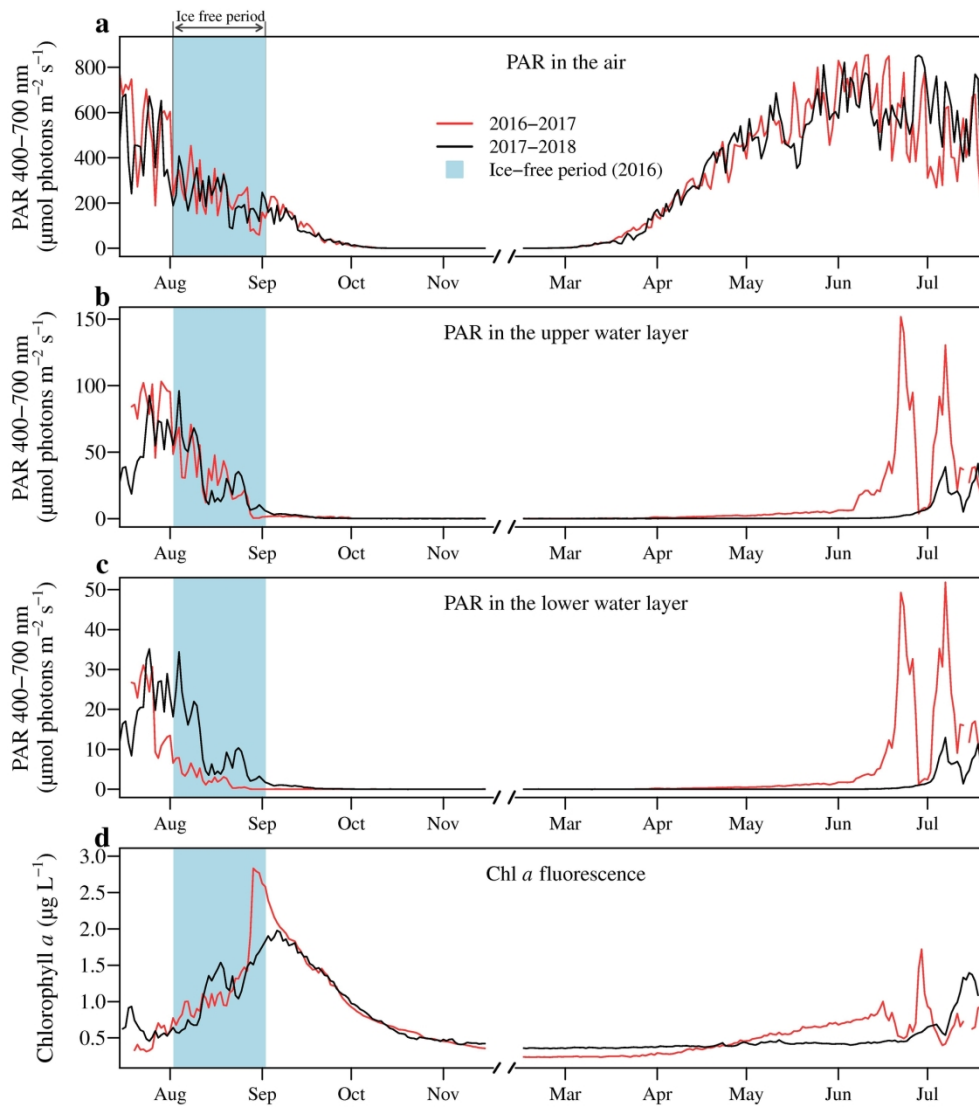 Ice free period
a
PAR in the air
2016−2017
2017−2018
Ice−free period (2016)
PAR 400−700 nm
(µmol photons m⁻² s⁻¹)
800
600
400
200
0
Aug Sep Oct Nov Mar Apr May Jun Jul
b
PAR in the upper water layer
PAR 400−700 nm
(µmol photons m⁻² s⁻¹)
150
100
50
0
Aug Sep Oct Nov Mar Apr May Jun Jul
c
PAR in the lower water layer
PAR 400−700 nm
(µmol photons m⁻² s⁻¹)
50
40
30
20
10
0
Aug Sep Oct Nov Mar Apr May Jun Jul
d
Chl a fluorescence
Chlorophyll a (µg L⁻¹)
3.0
2.5
2.0
1.5
1.0
0.5
Aug Sep Oct Nov Mar Apr May Jun Jul